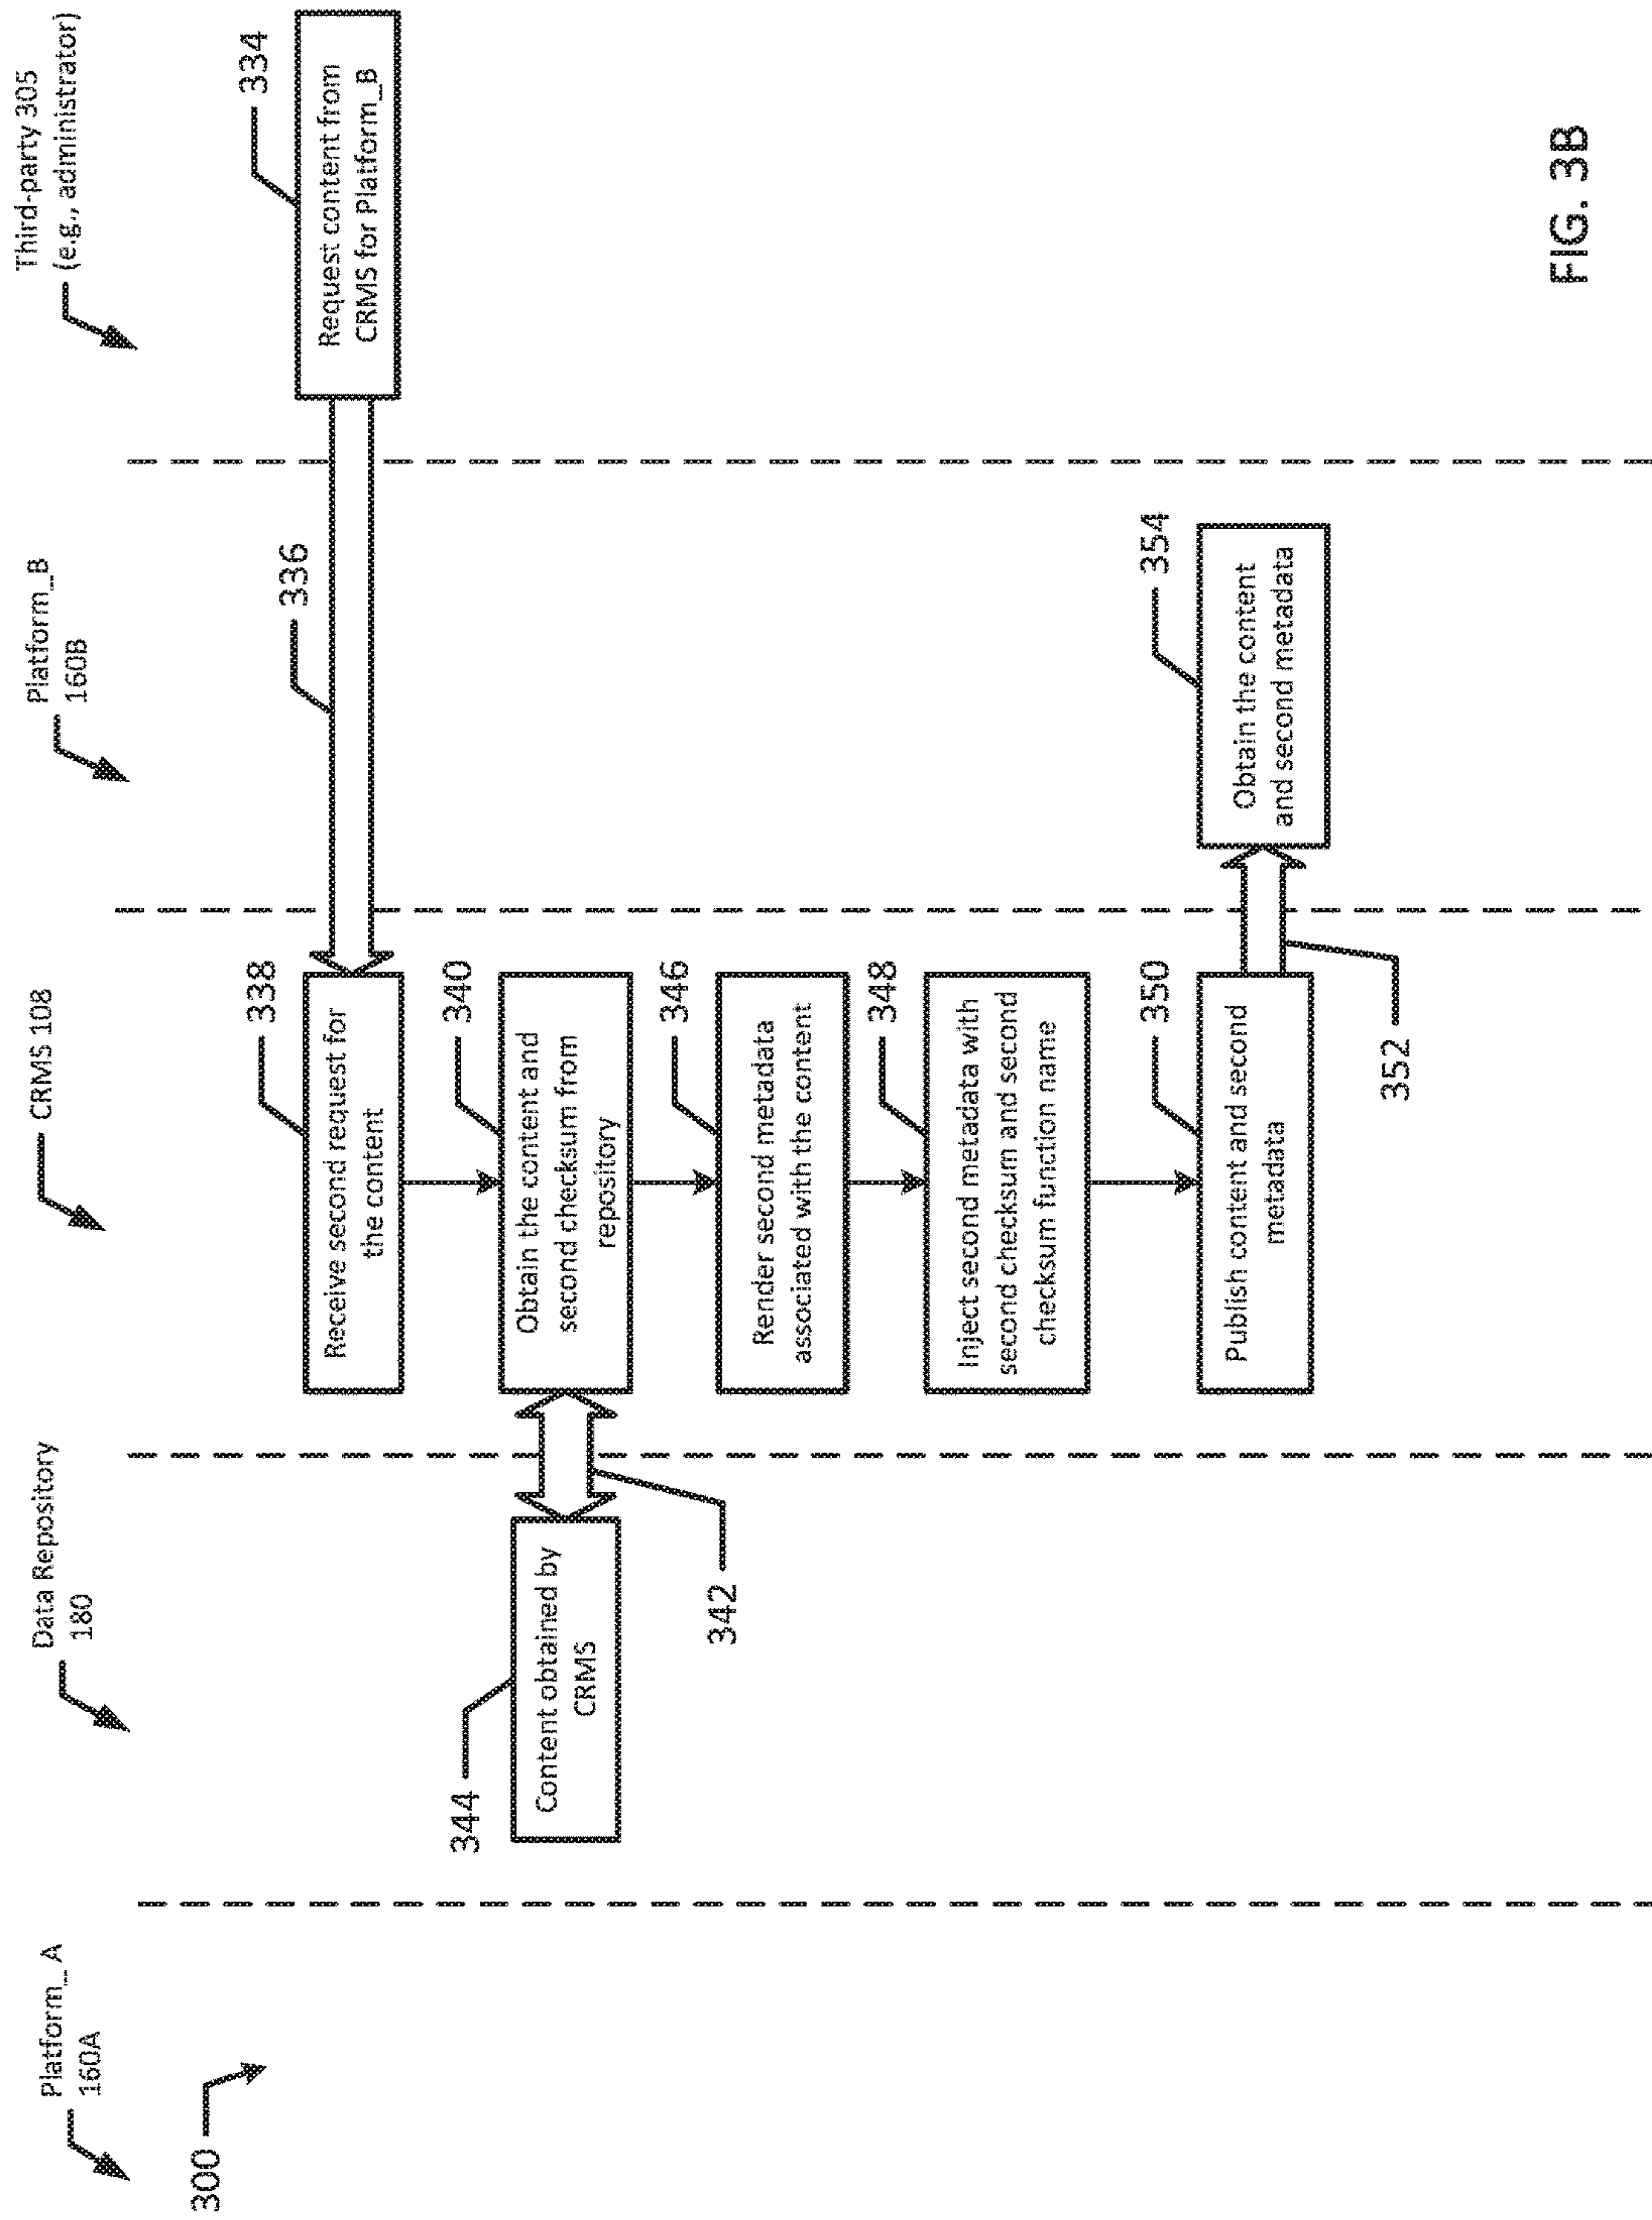 Platform_A
160A
Data Repository
180
CRMS 108
Platform_B
160B
Third-party 305
(e.g., administrator)
300
334
Request content from
CRMS for Platform_B
336
338
Receive second request for
the content
340
Obtain the content and
second checksum from
repository
342
344
Content obtained by
CRMS
346
Render second metadata
associated with the content
348
Inject second metadata with
second checksum and second
checksum function name
350
Publish content and second
metadata
352
354
Obtain the content
and second metadata
FIG. 3B